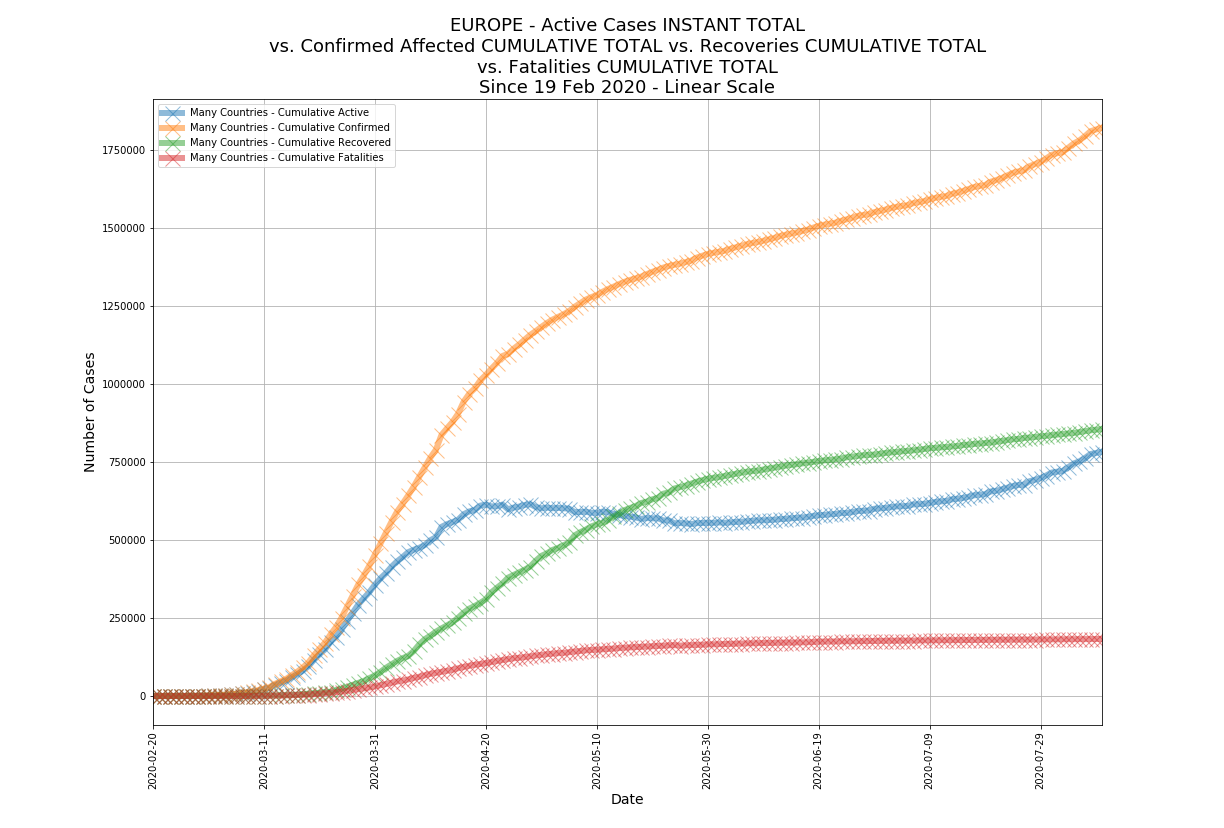 EUROPE - Active Cases INSTANT TOTAL
vs. Confirmed Affected CUMULATIVE TOTAL vs. Recoveries CUMULATIVE TOTAL
vs. Fatalities CUMULATIVE TOTAL
Since 19 Feb 2020 - Linear Scale
Many Countries - Cumulative Active
Many Countries - Cumulative Confirmed
Many Countries - Cumulative Recovered
Many Countries - Cumulative Fatalities
Number of Cases
1750000
1500000
1250000
1000000
750000
500000
250000
0
2020-02-20
2020-03-11
2020-03-31
2020-04-20
2020-05-10
2020-05-30
2020-06-19
2020-07-09
2020-07-29
Date